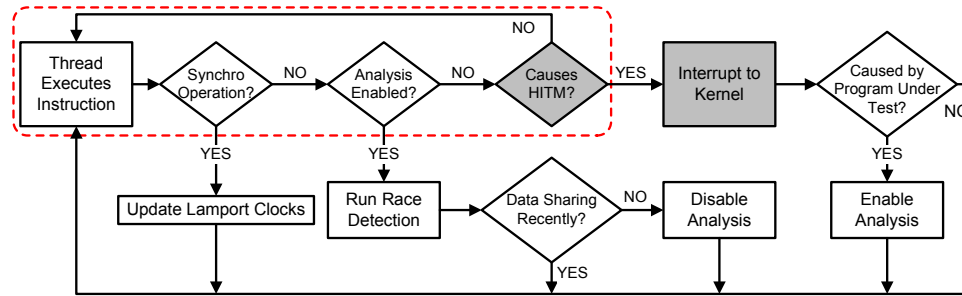 NO
Thread
Executes
Instruction
Synchro
Operation?
NO
Analysis
Enabled?
NO
Causes
HITM?
YES
Interrupt to
Kernel
Caused by
Program Under
Test?
NO
YES
YES
YES
Update Lamport Clocks
Run Race
Detection
Data Sharing
Recently?
NO
Disable
Analysis
Enable
Analysis
YES